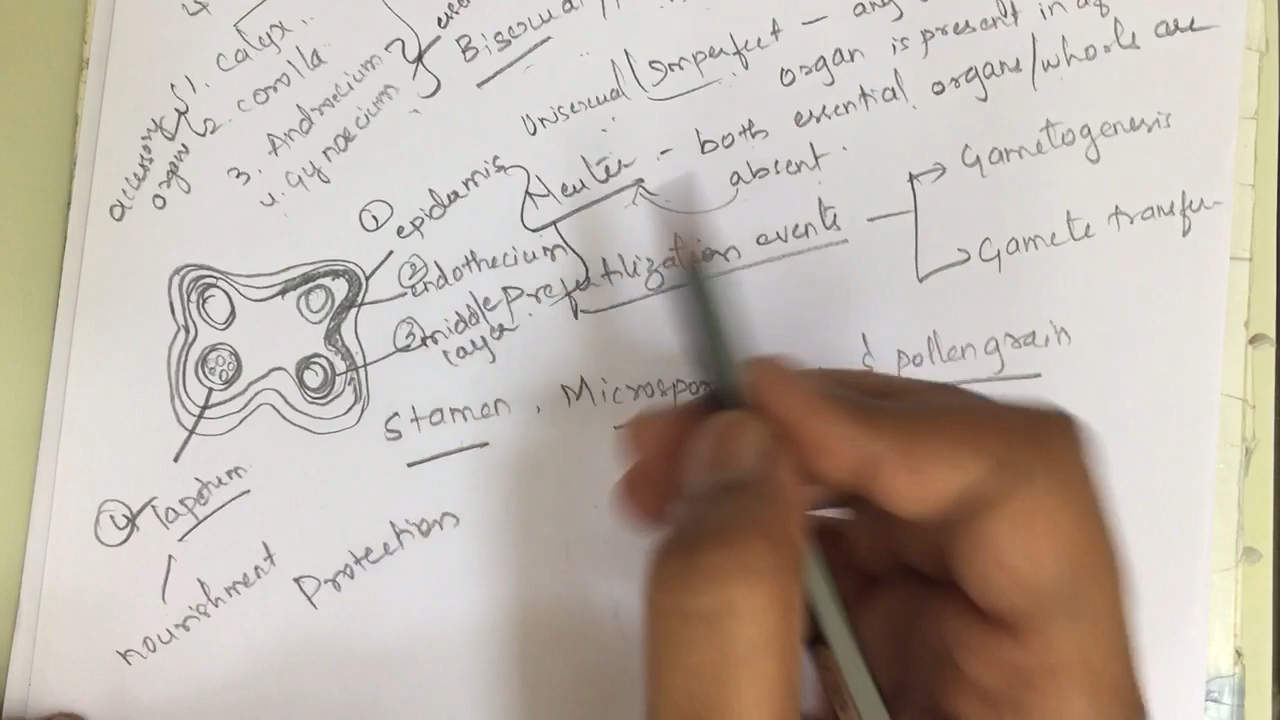 1. Calyx
2. corolla
3. Androecium
4. Gynoecium
accessory
organ
Bisexual
Unisexual/Imperfect - any
organ is present in a
Neuter - both essential organs/whorls are
absent.
Prefertilization events
Gametogenesis
Gamete transfer
① epidermis
② endothecium
③ middle
layer
Stamen, Microspor
& pollengrain
④ Tapetum
nourishment
Protection